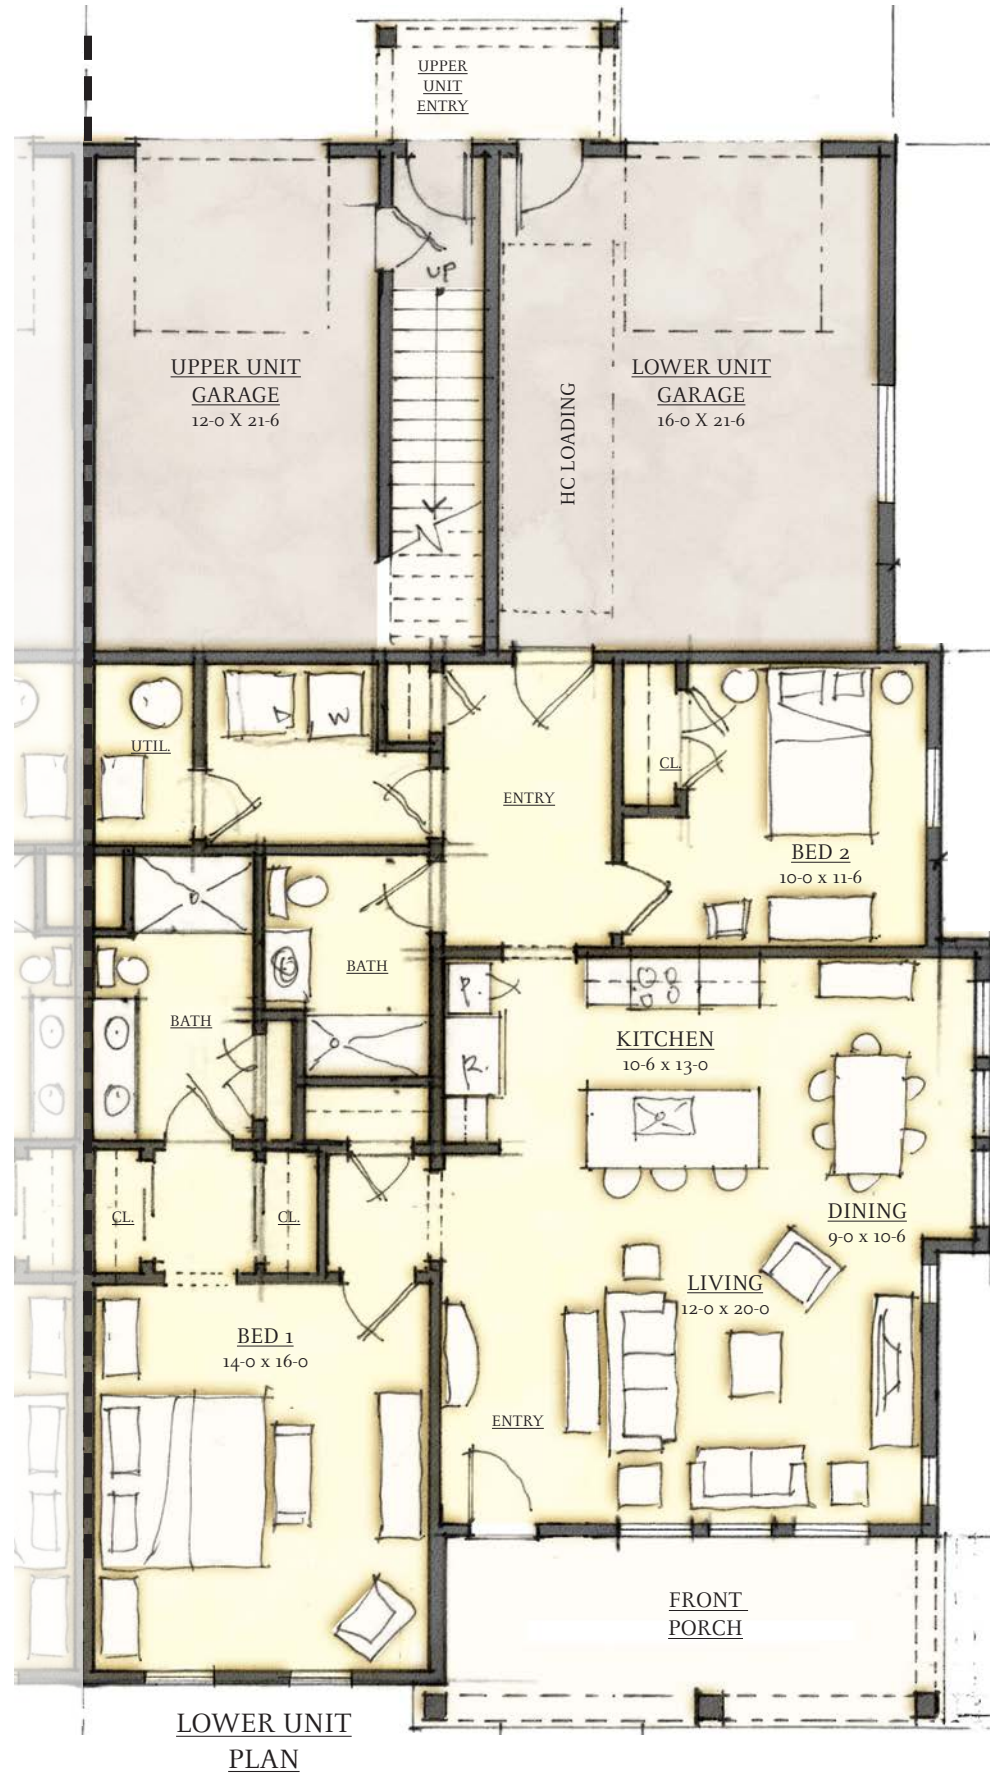 UPPER
UNIT
ENTRY
UP
UPPER UNIT
GARAGE
12-0 X 21-6
HC LOADING
LOWER UNIT
GARAGE
16-0 X 21-6
UTIL.
D
W
ENTRY
CL.
BED 2
10-0 x 11-6
BATH
BATH
P.
R.
KITCHEN
10-6 x 13-0
DINING
9-0 x 10-6
CL.
CL.
LIVING
12-0 x 20-0
BED 1
14-0 x 16-0
ENTRY
FRONT
PORCH
LOWER UNIT
PLAN